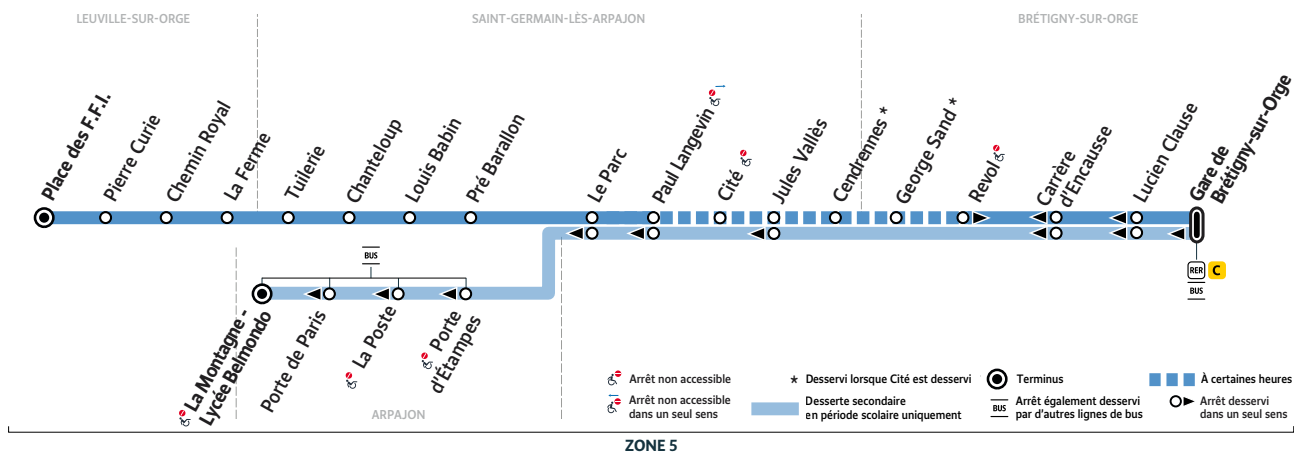 LEUVILLE-SUR-ORGE
SAINT-GERMAIN-LÈS-ARPAJON
BRÉTIGNY-SUR-ORGE
Place des F.F.I.
Pierre Curie
Chemin Royal
La Ferme
Tuilerie
Chanteloup
Louis Babin
Pré Barallon
Le Parc
Paul Langevin
Cité
Jules Vallès
Cendrennes *
George Sand *
Revol
Carrère
d'Encausse
Lucien Clause
Gare de
Brétigny-sur-Orge
BUS
RER C
BUS
La Montagne -
Lycée Belmondo
Porte de Paris
La Poste
Porte
d'Étampes
ARPAJON
Arrêt non accessible
Arrêt non accessible
dans un seul sens
* Desservi lorsque Cité est desservi
Desserte secondaire
en période scolaire uniquement
Terminus
BUS
Arrêt également desservi
par d'autres lignes de bus
À certaines heures
Arrêt desservi
dans un seul sens
ZONE 5